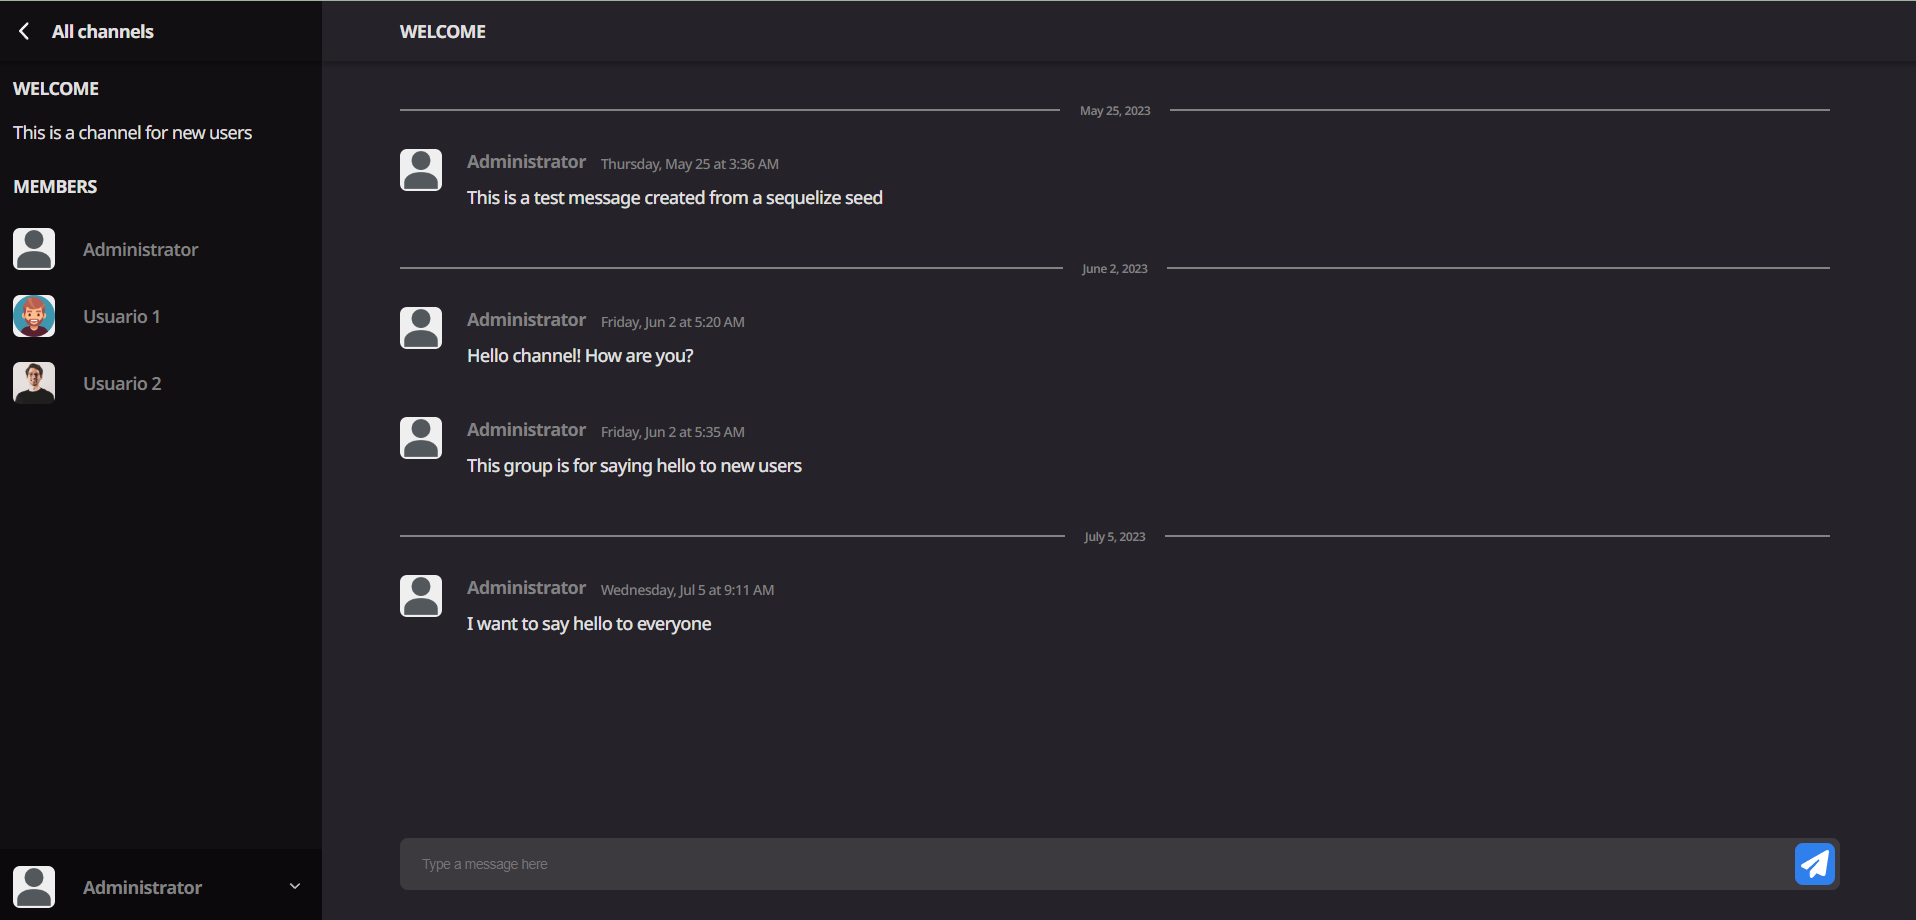 All channels
WELCOME
This is a channel for new users
MEMBERS
Administrator
Usuario 1
Usuario 2
Administrator
WELCOME
May 25, 2023
Administrator Thursday, May 25 at 3:36 AM
This is a test message created from a sequelize seed
June 2, 2023
Administrator Friday, Jun 2 at 5:20 AM
Hello channel! How are you?
Administrator Friday, Jun 2 at 5:35 AM
This group is for saying hello to new users
July 5, 2023
Administrator Wednesday, Jul 5 at 9:11 AM
I want to say hello to everyone
Type a message here